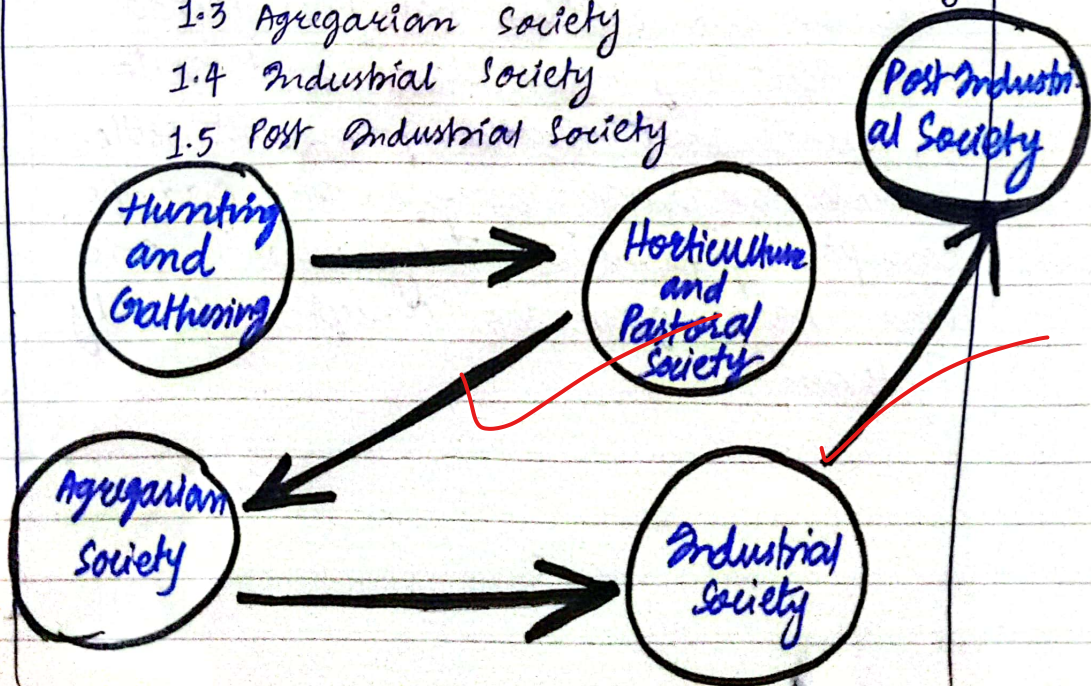 1.3 Agregarian Society
1.4 Industrial Society
1.5 Post Industrial Society
Post Industri-
al Society
Hunting
and
Gathering
Horticulture
and
Pastoral
Society
Agregarian
Society
Industrial
Society